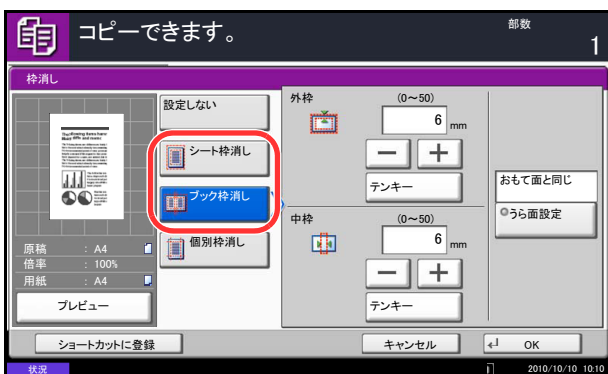 コピーできます。
部数
1
枠消し
設定しない
シート枠消し
ブック枠消し
個別枠消し
外枠
(0～50)
6 mm
テンキー
中枠
(0～50)
6 mm
テンキー
おもて面と同じ
うら面設定
原稿 : A4
倍率 : 100%
用紙 : A4
プレビュー
ショートカットに登録
キャンセル
OK
状況
2010/10/10 10:10